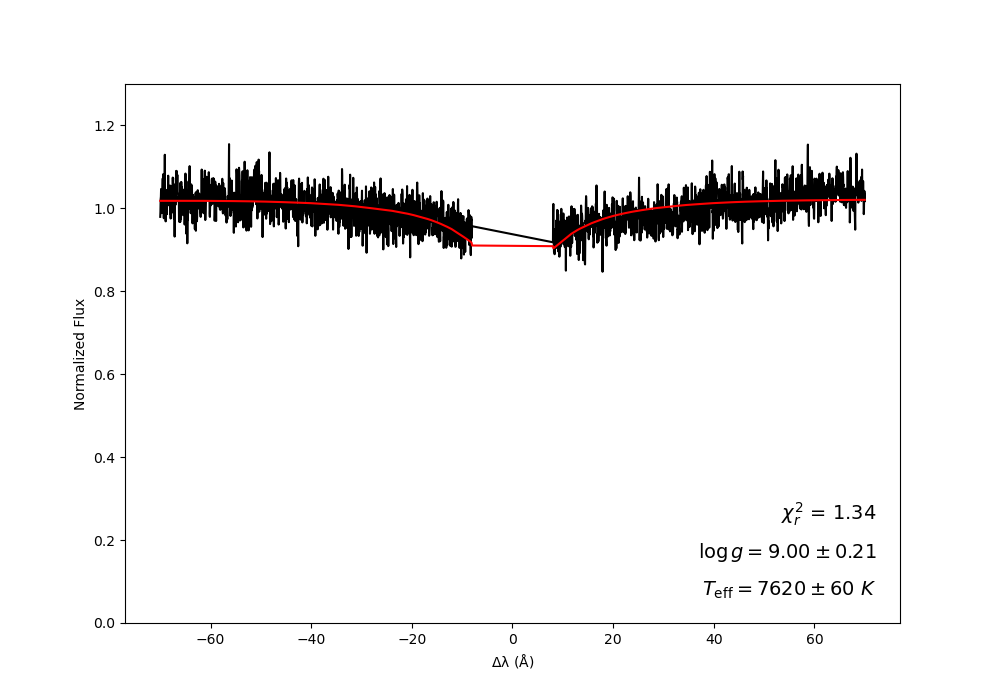 1.2
1.0
0.8
0.6
0.4
0.2
0.0
Normalized Flux
χ²ᵣ = 1.34
log g = 9.00 ± 0.21
T_eff = 7620 ± 60 K
−60 −40 −20 0 20 40 60
Δλ (Å)